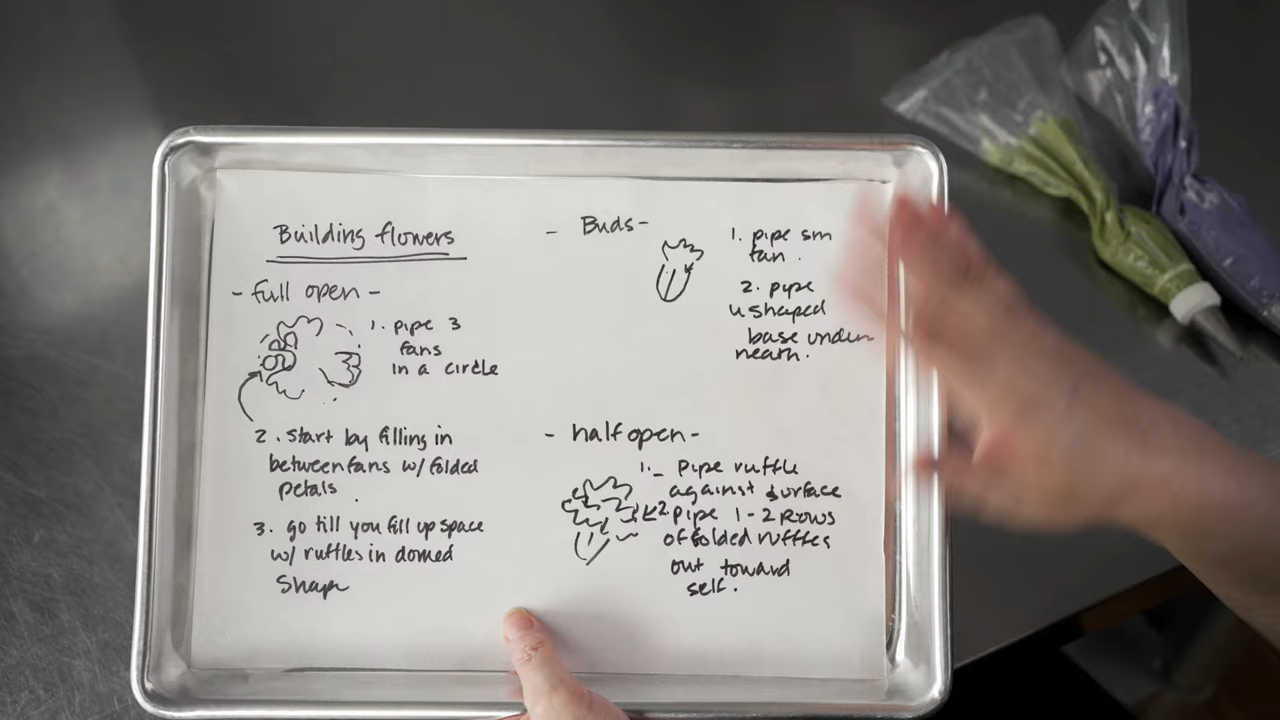 Building flowers
- full open -
1. pipe 3
fans
in a circle
2. start by filling in
between fans w/ folded
petals
3. go till you fill up space
w/ ruffles in domed
shape
- Buds -
1. pipe sm
fan.
2. pipe
u shaped
base under
neath.
- half open -
1. pipe ruffle
against surface
2. pipe 1-2 rows
of folded ruffles
out toward
self.